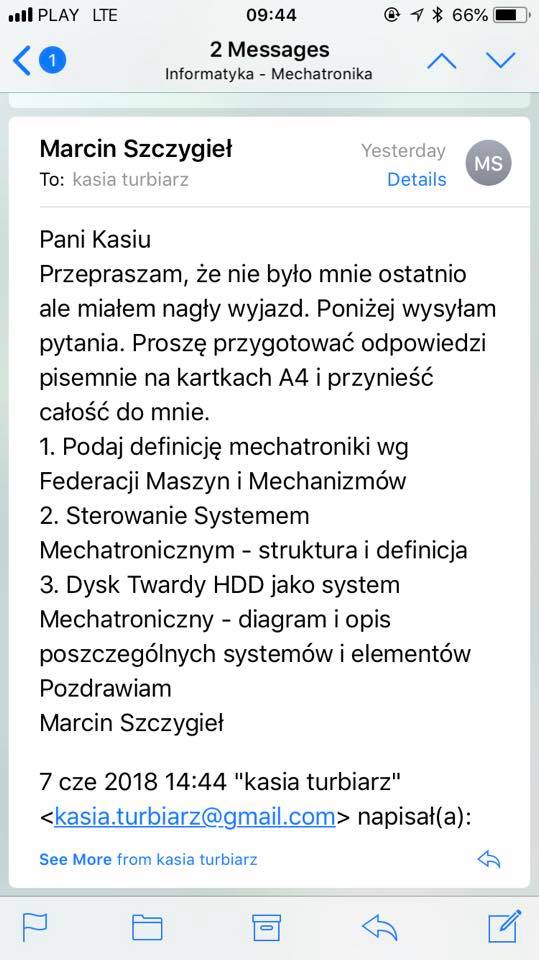 PLAY LTE 09:44 66%
1 2 Messages
Informatyka - Mechatronika
Marcin Szczygieł Yesterday MS
To: kasia turbiarz Details
Pani Kasiu
Przepraszam, że nie było mnie ostatnio
ale miałem nagły wyjazd. Poniżej wysyłam
pytania. Proszę przygotować odpowiedzi
pisemnie na kartkach A4 i przynieść
całość do mnie.
1. Podaj definicję mechatroniki wg
Federacji Maszyn i Mechanizmów
2. Sterowanie Systemem
Mechatronicznym - struktura i definicja
3. Dysk Twardy HDD jako system
Mechatroniczny - diagram i opis
poszczególnych systemów i elementów
Pozdrawiam
Marcin Szczygieł
7 cze 2018 14:44 "kasia turbiarz"
<kasia.turbiarz@gmail.com> napisał(a):
See More from kasia turbiarz